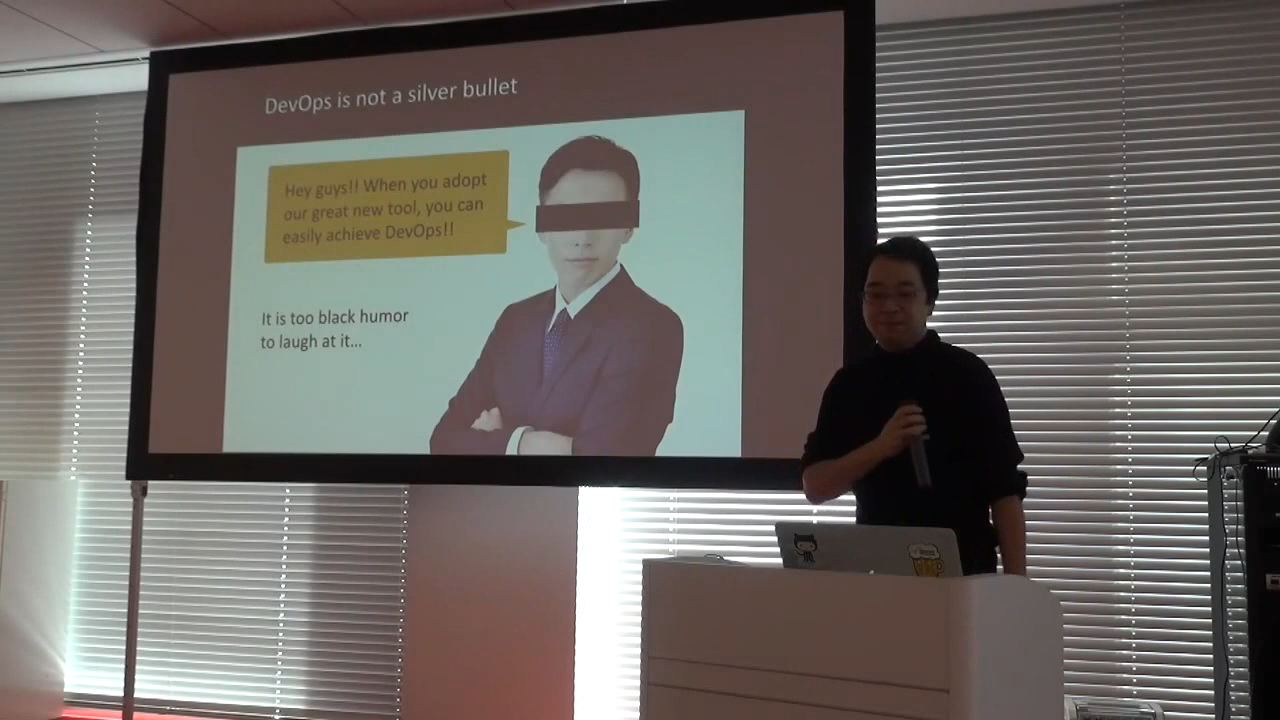 DevOps is not a silver bullet
Hey guys!! When you adopt
our great new tool, you can
easily achieve DevOps!!
It is too black humor
to laugh at it...